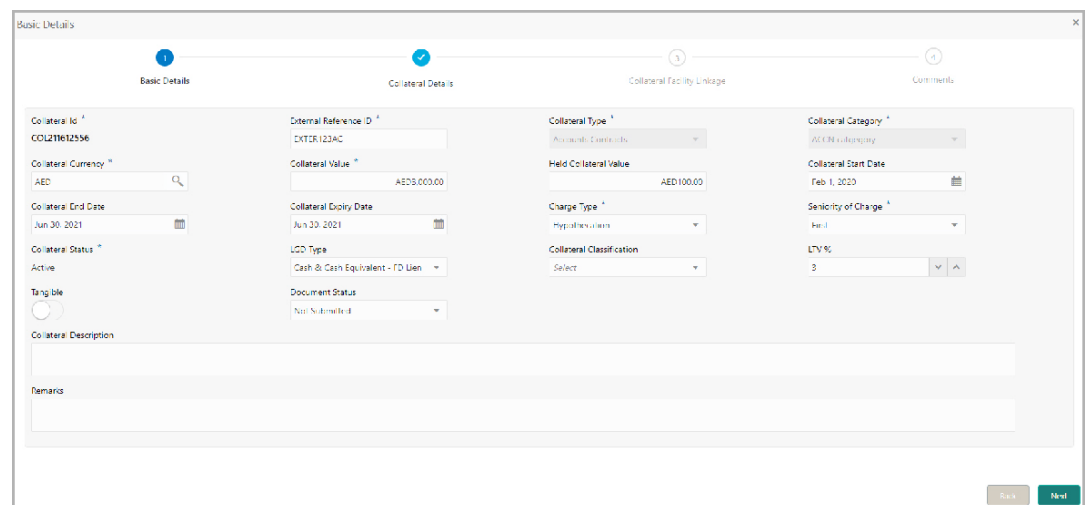 Basic Details ×
1
Basic Details
Collateral Details
3
Collateral Facility Linkage
4
Comments
Collateral Id * External Reference ID * Collateral Type * Collateral Category *
COL211612556 EXTER123AC Accounts Contracts
Collateral Currency * Collateral Value * Held Collateral Value Collateral Start Date
AED AED100.00 Feb 1, 2020
Collateral End Date Collateral Expiry Date Charge Type * Seniority of Charge *
Jun 30, 2021 Jun 30, 2021 Hypothecation First
Collateral Status * LGD Type Collateral Classification LTV %
Active Cash & Cash Equivalent - FD Lien Select 3
Tangible Document Status
Not Submitted
Collateral Description
Remarks
Back Next